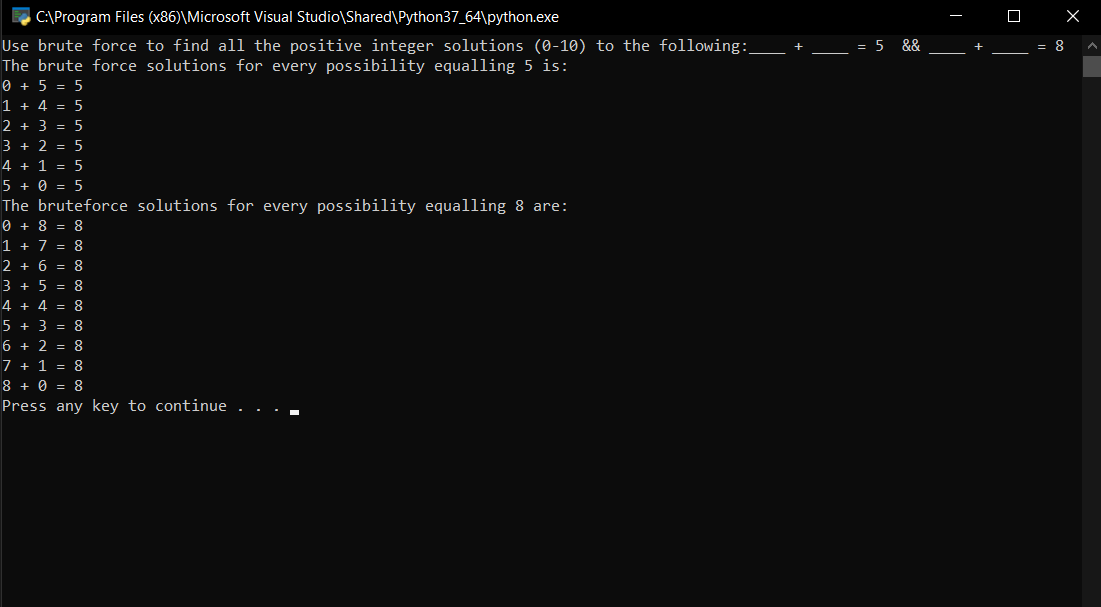 C:\Program Files (x86)\Microsoft Visual Studio\Shared\Python37_64\python.exe
Use brute force to find all the positive integer solutions (0-10) to the following:____ + ____ = 5  && ____ + ____ = 8
The brute force solutions for every possibility equalling 5 is:
0 + 5 = 5
1 + 4 = 5
2 + 3 = 5
3 + 2 = 5
4 + 1 = 5
5 + 0 = 5
The bruteforce solutions for every possibility equalling 8 are:
0 + 8 = 8
1 + 7 = 8
2 + 6 = 8
3 + 5 = 8
4 + 4 = 8
5 + 3 = 8
6 + 2 = 8
7 + 1 = 8
8 + 0 = 8
Press any key to continue . . .